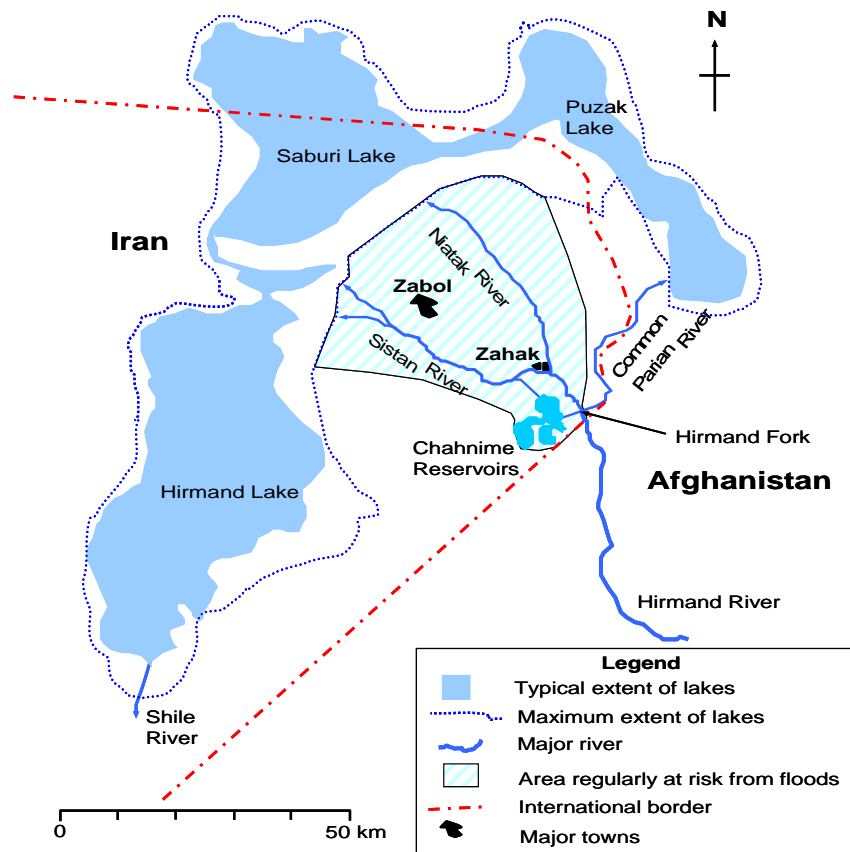 N
Puzak
Lake
Saburi Lake
Iran
Niatak River
Zabol
Zahak
Sistan River
Common
Parian River
Hirmand Fork
Chahnime
Reservoirs
Afghanistan
Hirmand Lake
Hirmand River
Shile
River
Legend
Typical extent of lakes
Maximum extent of lakes
Major river
Area regularly at risk from floods
International border
Major towns
0
50 km